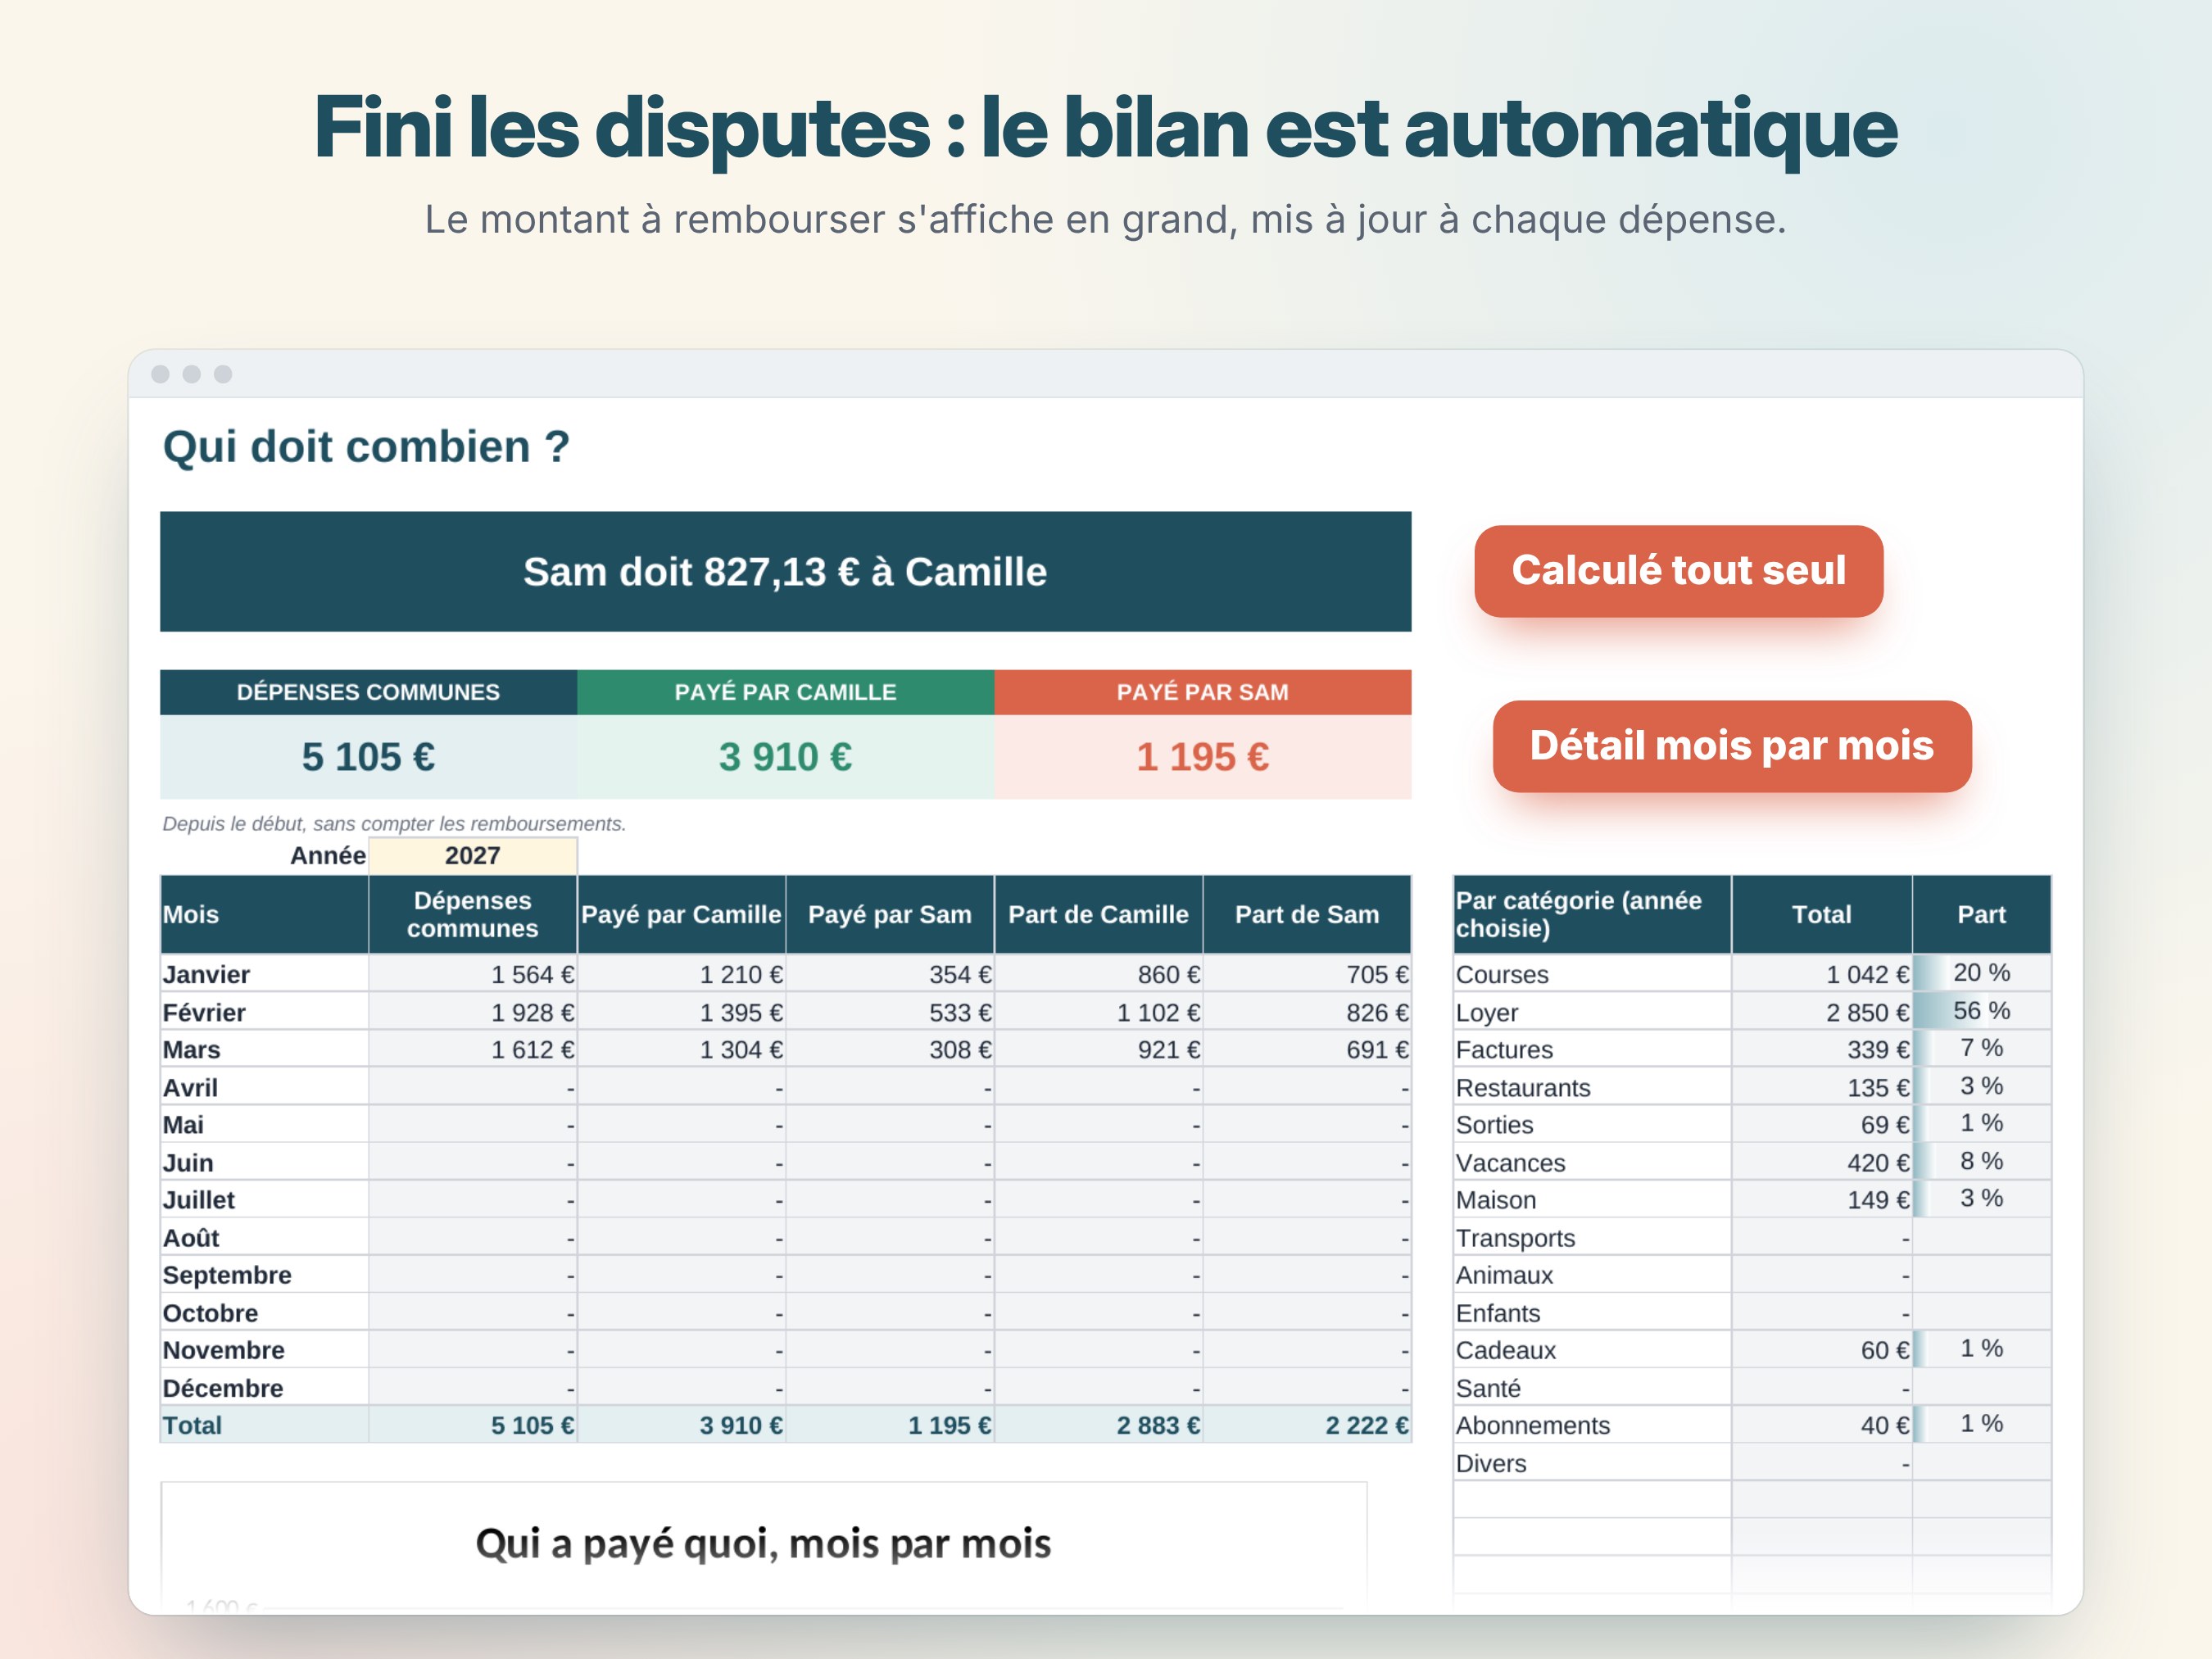 Fini les disputes : le bilan est automatique
Le montant à rembourser s'affiche en grand, mis à jour à chaque dépense.
Qui doit combien ?
Sam doit 827,13 € à Camille
Calculé tout seul
DÉPENSES COMMUNES PAYÉ PAR CAMILLE PAYÉ PAR SAM
5 105 € 3 910 € 1 195 €
Détail mois par mois
Depuis le début, sans compter les remboursements.
Année 2027
Mois Dépenses communes Payé par Camille Payé par Sam Part de Camille Part de Sam
Janvier 1 564 € 1 210 € 354 € 860 € 705 €
Février 1 928 € 1 395 € 533 € 1 102 € 826 €
Mars 1 612 € 1 304 € 308 € 921 € 691 €
Avril - - - - -
Mai - - - - -
Juin - - - - -
Juillet - - - - -
Août - - - - -
Septembre - - - - -
Octobre - - - - -
Novembre - - - - -
Décembre - - - - -
Total 5 105 € 3 910 € 1 195 € 2 883 € 2 222 €
Par catégorie (année choisie) Total Part
Courses 1 042 € 20 %
Loyer 2 850 € 56 %
Factures 339 € 7 %
Restaurants 135 € 3 %
Sorties 69 € 1 %
Vacances 420 € 8 %
Maison 149 € 3 %
Transports -
Animaux -
Enfants -
Cadeaux 60 € 1 %
Santé -
Abonnements 40 € 1 %
Divers -
Qui a payé quoi, mois par mois
1 600 €